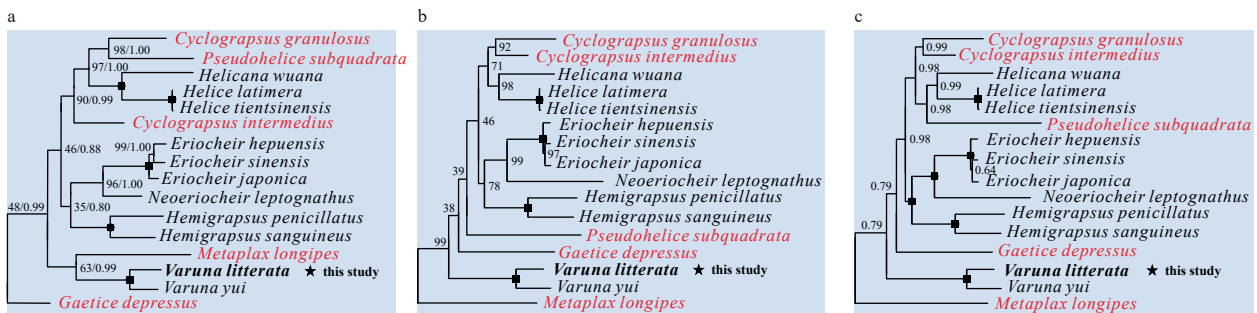 a
98/1.00
Cyclograpsus granulosus
Pseudohelice subquadrata
97/1.00
Helicana wuana
Helice latimera
Helice tientsinensis
90/0.99
Cyclograpsus intermedius
46/0.88
99/1.00
Eriocheir hepuensis
Eriocheir sinensis
Eriocheir japonica
96/1.00
Neoeriocheir leptognathus
35/0.80
Hemigrapsus penicillatus
Hemigrapsus sanguineus
48/0.99
Metaplax longipes
63/0.99
Varuna litterata ★ this study
Varuna yui
Gaetice depressus
b
92
Cyclograpsus granulosus
Cyclograpsus intermedius
71
Helicana wuana
98
Helice latimera
Helice tientsinensis
46
Eriocheir hepuensis
Eriocheir sinensis
97
99
Eriocheir japonica
39
78
Neoeriocheir leptognathus
Hemigrapsus penicillatus
Hemigrapsus sanguineus
38
Pseudohelice subquadrata
99
Gaetice depressus
Varuna litterata ★ this study
Varuna yui
Metaplax longipes
c
0.99
Cyclograpsus granulosus
Cyclograpsus intermedius
0.98
Helicana wuana
0.99
Helice latimera
Helice tientsinensis
0.98
Pseudohelice subquadrata
0.98
Eriocheir hepuensis
Eriocheir sinensis
0.64
Eriocheir japonica
0.79
Neoeriocheir leptognathus
Hemigrapsus penicillatus
Hemigrapsus sanguineus
0.79
Gaetice depressus
Varuna litterata ★ this study
Varuna yui
Metaplax longipes